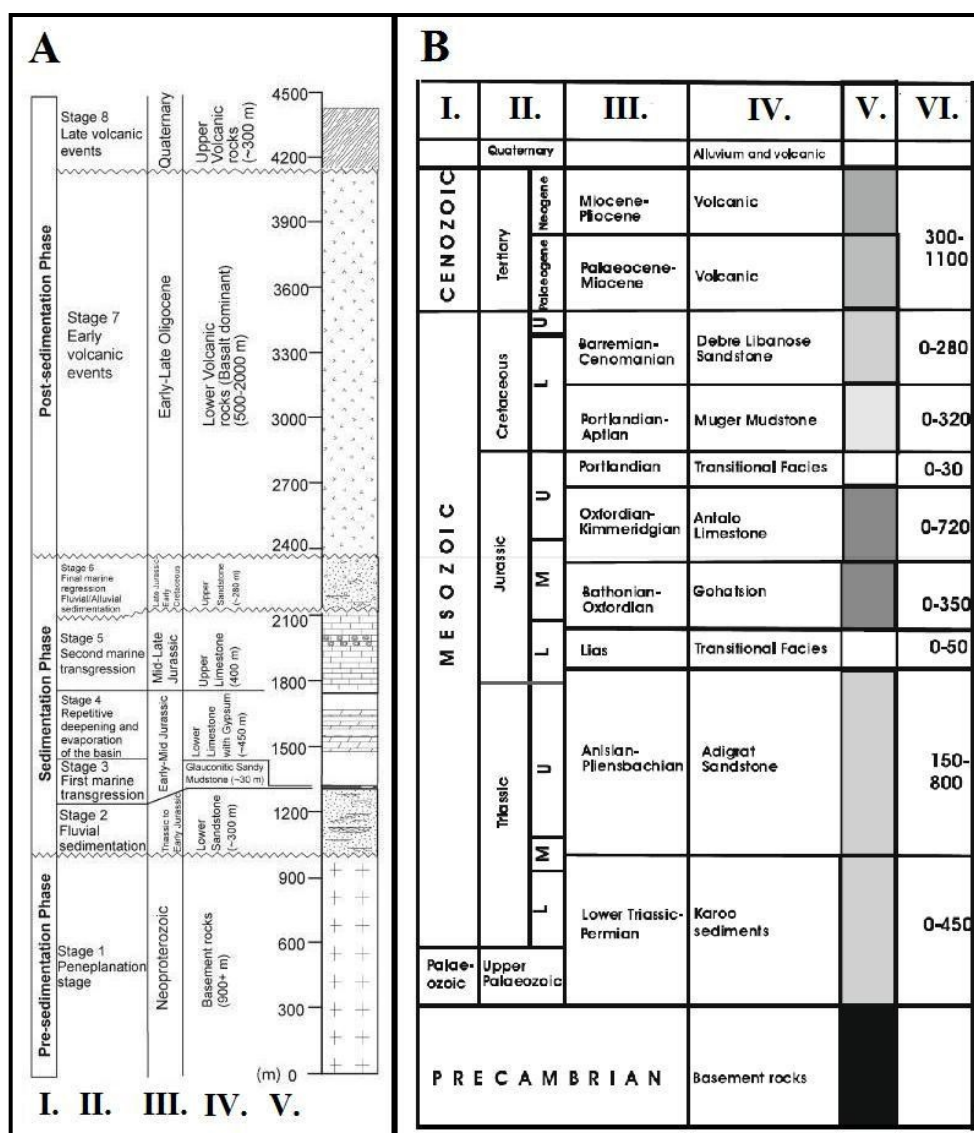 A
Post-sedimentation Phase
Sedimentation Phase
Pre-sedimentation Phase
Stage 8
Late volcanic
events
Quaternary
Upper
Volcanic
rocks
(~300 m)
Stage 7
Early
volcanic
events
Early-Late Oligocene
Lower Volcanic
rocks (Basalt dominant)
(500-2000 m)
Stage 6
Final marine
regression
Fluvial/Alluvial
sedimentation
Late Jurassic
Early
Cretaceous
Upper
Sandstone
(~280 m)
Stage 5
Second marine
transgression
Mid-Late
Jurassic
Upper
Limestone
(400 m)
Stage 4
Repetitive
deepening and
evaporation
of the basin
Early-Mid Jurassic
Lower
Limestone
with Gypsum
(~450 m)
Stage 3
First marine
transgression
Glauconitic Sandy
Mudstone (~30 m)
Stage 2
Fluvial
sedimentation
Triassic to
Early Jurassic
Lower
Sandstone
(~300 m)
Stage 1
Peneplanation
stage
Neoproterozoic
Basement rocks
(900+ m)
4500
4200
3900
3600
3300
3000
2700
2400
2100
1800
1500
1200
900
600
300
(m) 0
I. II. III. IV. V.
B
I. II. III. IV. V. VI.
Quaternary Alluvium and volcanic
CENOZOIC
Tertiary
Neogene
Miocene-
Pliocene
Volcanic
300-
1100
Palaeogene
Palaeocene-
Miocene
Volcanic
MESOZOIC
Cretaceous
U
L
Barremian-
Cenomanian
Debre Libanose
Sandstone
0-280
Portlandian-
Aptian
Muger Mudstone
0-320
Jurassic
U
M
L
Portlandian
Transitional Facies
0-30
Oxfordian-
Kimmeridgian
Antalo
Limestone
0-720
Bathonian-
Oxfordian
Gohatsion
0-350
Lias
Transitional Facies
0-50
Triassic
U
M
L
Anisian-
Pliensbachian
Adigrat
Sandstone
150-
800
Lower Triassic-
Permian
Karoo
sediments
0-450
Palae-
ozoic
Upper
Palaeozoic
PRECAMBRIAN
Basement rocks